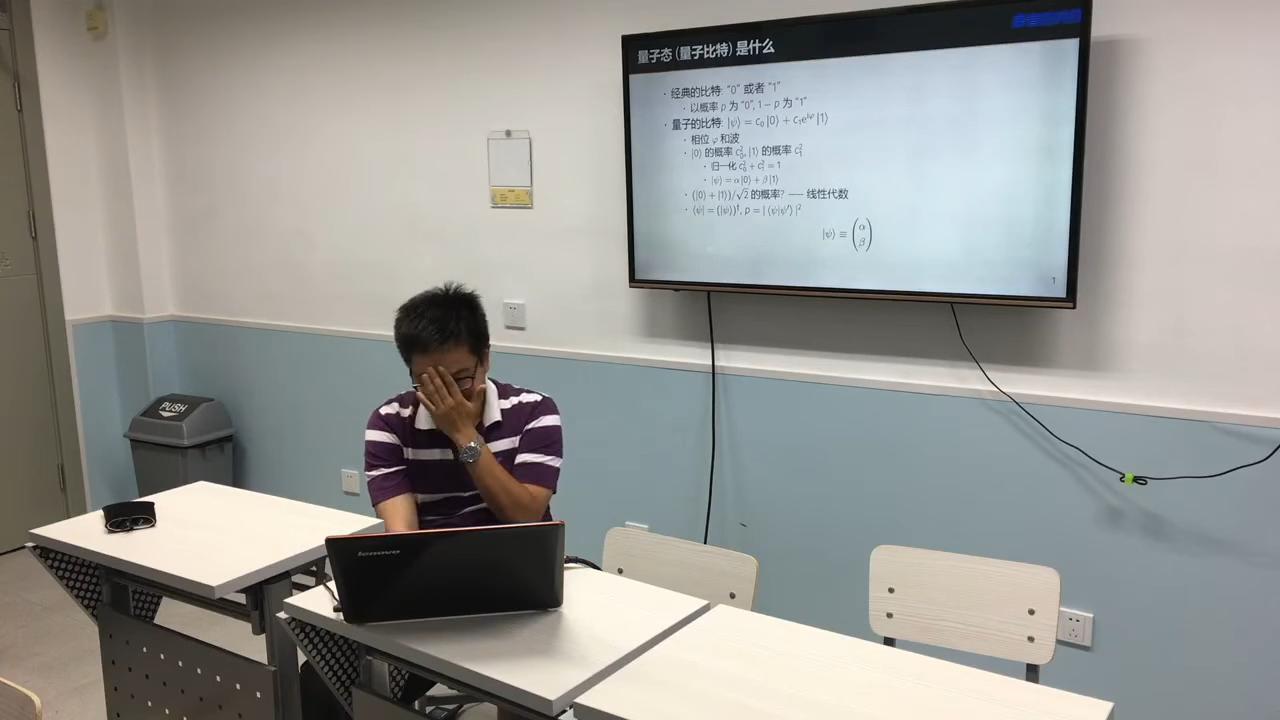 量子态 (量子比特) 是什么
· 经典的比特: “0” 或者 “1”
· 以概率 p 为 “0”, 1 − p 为 “1”
· 量子的比特: |ψ⟩ = c₀ |0⟩ + c₁e^{iφ} |1⟩
· 相位 φ 和波
· |0⟩ 的概率 c₀², |1⟩ 的概率 c₁²
· 归一化 c₀² + c₁² = 1
· |ψ⟩ = α |0⟩ + β |1⟩
· (|0⟩ + |1⟩)/√2 的概率? —— 线性代数
· ⟨ψ| = (|ψ⟩)†, p = | ⟨ψ|ψ′⟩ |²
|ψ⟩ ≡ (α
β)
1
PUSH
lenovo